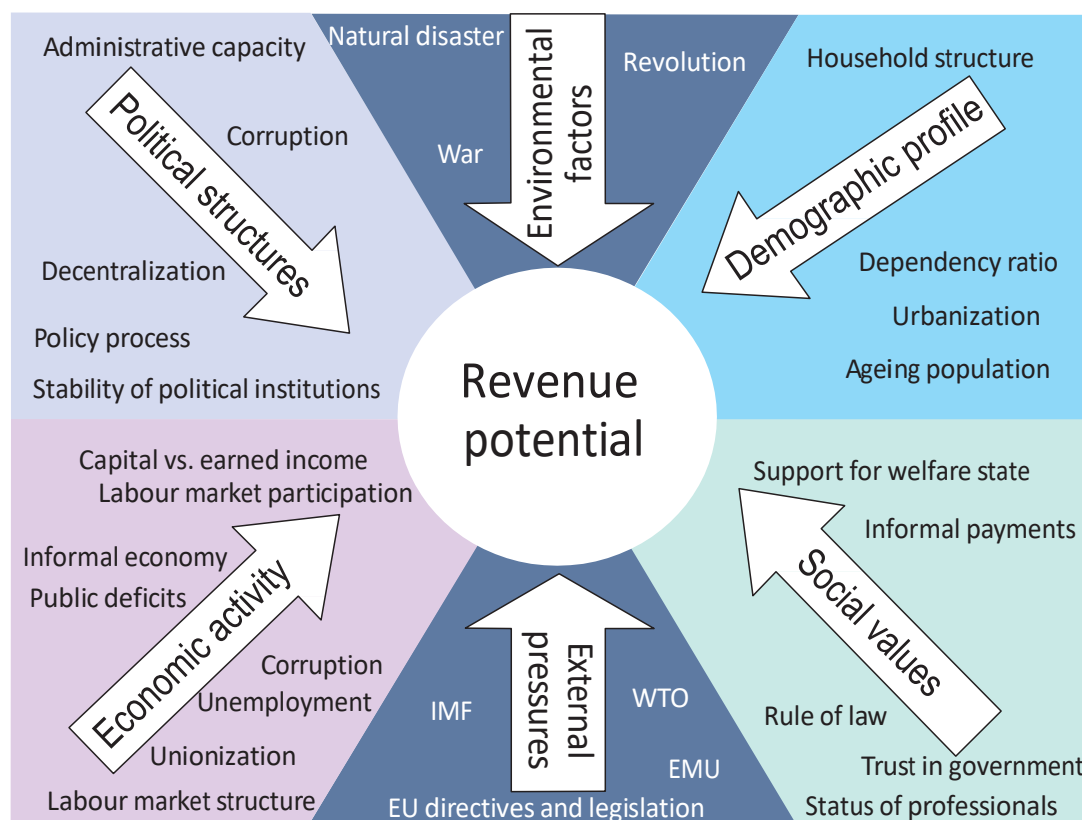 Administrative capacity
Corruption
Political structures
Decentralization
Policy process
Stability of political institutions
Natural disaster
Revolution
War
Environmental
factors
Household structure
Demographic profile
Dependency ratio
Urbanization
Ageing population
Revenue
potential
Capital vs. earned income
Labour market participation
Informal economy
Public deficits
Economic activity
Corruption
Unemployment
Unionization
Labour market structure
External
pressures
IMF
WTO
EMU
EU directives and legislation
Support for welfare state
Informal payments
Social values
Rule of law
Trust in government
Status of professionals